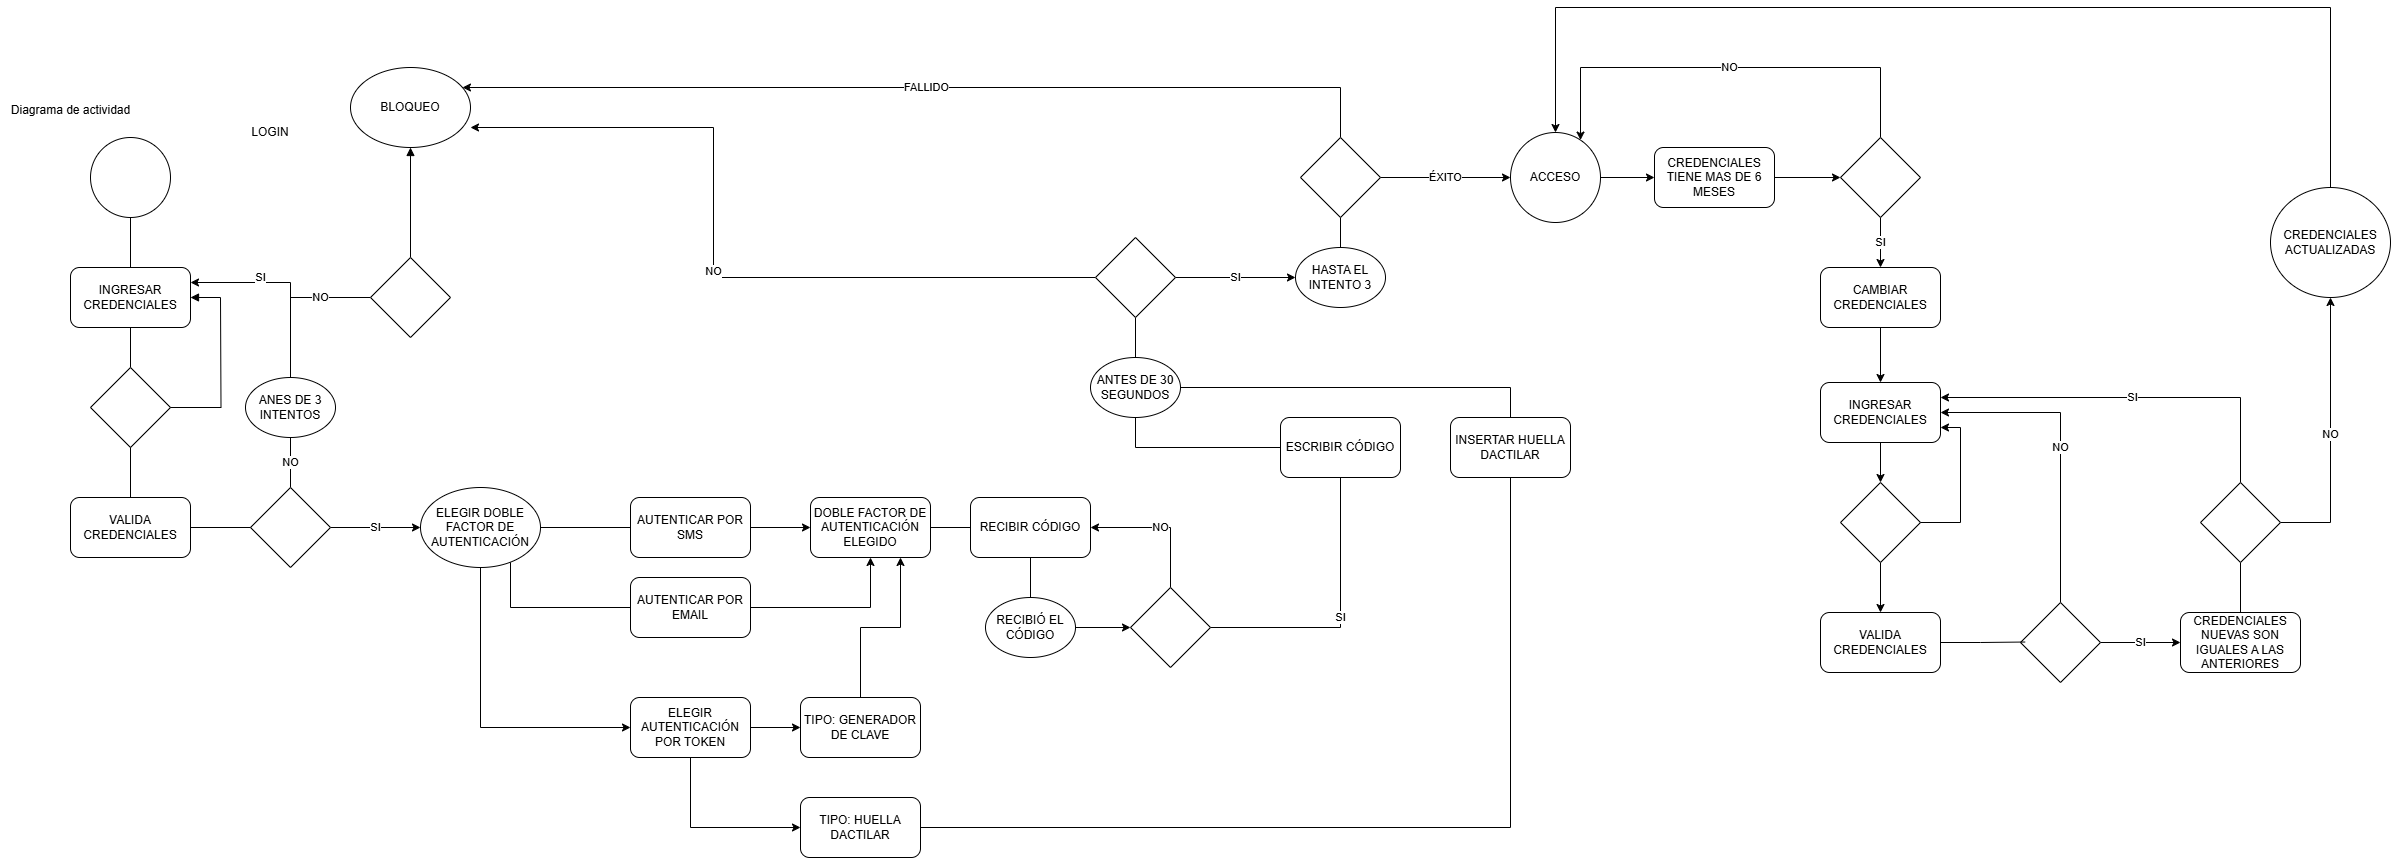 Diagrama de actividad
LOGIN
BLOQUEO
FALLIDO
NO
ÉXITO
ACCESO
CREDENCIALES
TIENE MAS DE 6
MESES
NO
SI
CREDENCIALES
ACTUALIZADAS
INGRESAR
CREDENCIALES
SI
NO
ANES DE 3
INTENTOS
NO
VALIDA
CREDENCIALES
SI
ELEGIR DOBLE
FACTOR DE
AUTENTICACIÓN
AUTENTICAR POR
SMS
AUTENTICAR POR
EMAIL
ELEGIR
AUTENTICACIÓN
POR TOKEN
TIPO: GENERADOR
DE CLAVE
TIPO: HUELLA
DACTILAR
DOBLE FACTOR DE
AUTENTICACIÓN
ELEGIDO
RECIBIR CÓDIGO
RECIBIÓ EL
CÓDIGO
NO
SI
ESCRIBIR CÓDIGO
INSERTAR HUELLA
DACTILAR
ANTES DE 30
SEGUNDOS
SI
HASTA EL
INTENTO 3
CAMBIAR
CREDENCIALES
INGRESAR
CREDENCIALES
VALIDA
CREDENCIALES
NO
SI
CREDENCIALES
NUEVAS SON
IGUALES A LAS
ANTERIORES
SI
NO